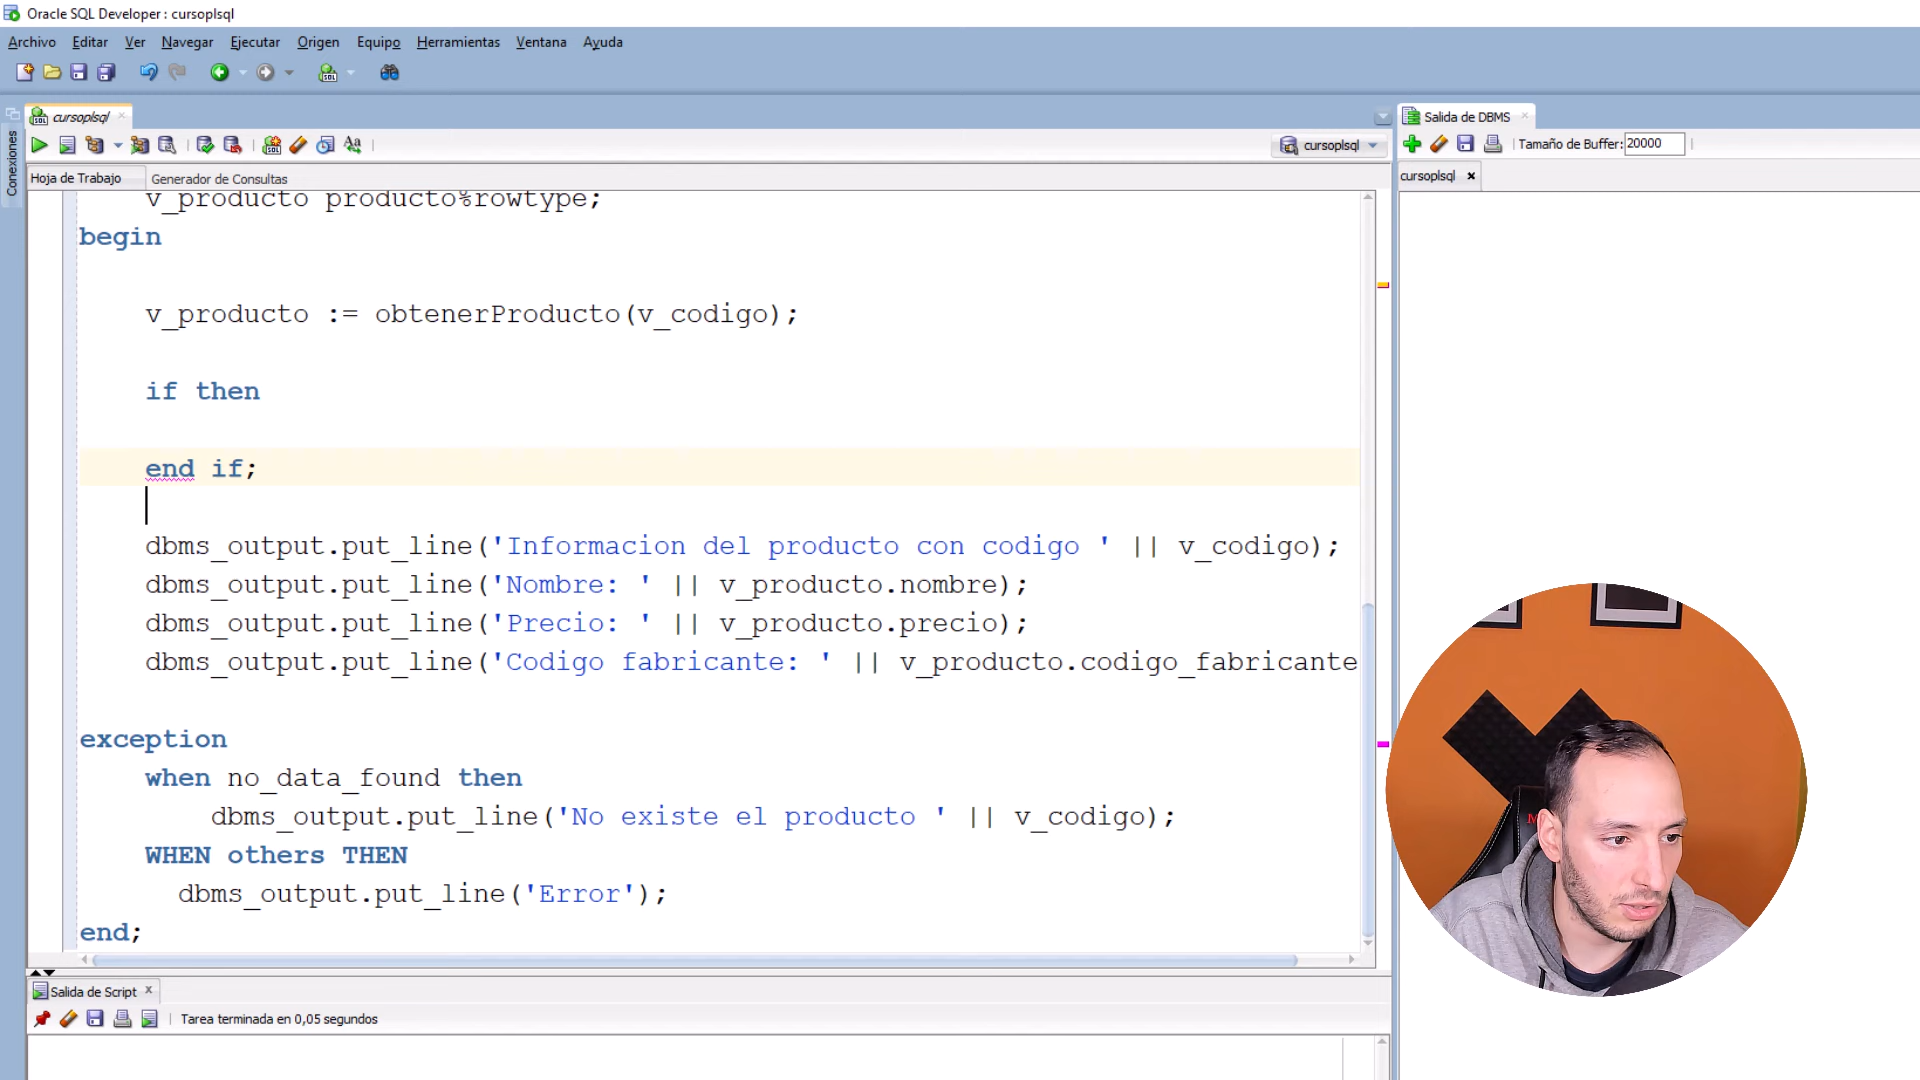 Oracle SQL Developer : cursoplsql
Archivo Editar Ver Navegar Ejecutar Origen Equipo Herramientas Ventana Ayuda
cursoplsql
Salida de DBMS
cursoplsql
Tamaño de Buffer: 20000
Conexiones
Hoja de Trabajo Generador de Consultas
cursoplsql
v_producto producto%rowtype;
begin
v_producto := obtenerProducto(v_codigo);
if then
end if;
dbms_output.put_line('Informacion del producto con codigo ' || v_codigo);
dbms_output.put_line('Nombre: ' || v_producto.nombre);
dbms_output.put_line('Precio: ' || v_producto.precio);
dbms_output.put_line('Codigo fabricante: ' || v_producto.codigo_fabricante
exception
when no_data_found then
dbms_output.put_line('No existe el producto ' || v_codigo);
WHEN others THEN
dbms_output.put_line('Error');
end;
Salida de Script
Tarea terminada en 0,05 segundos